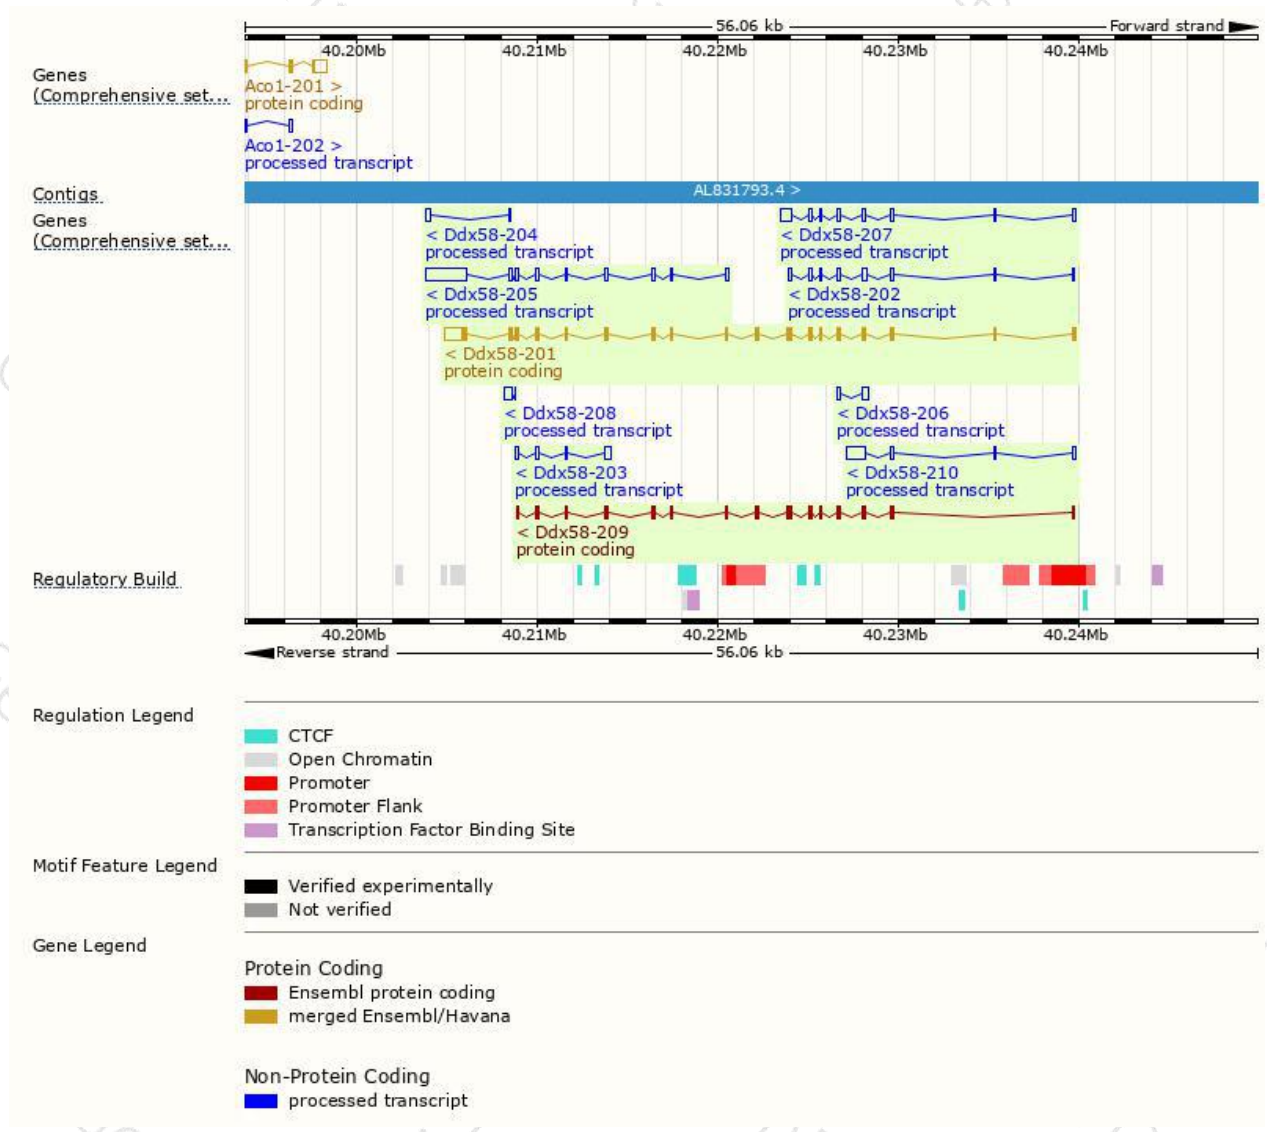 56.06 kb
Forward strand
40.20Mb 40.21Mb 40.22Mb 40.23Mb 40.24Mb
Genes
(Comprehensive set...
Aco1-201 >
protein coding
Aco1-202 >
processed transcript
Contigs
AL831793.4 >
Genes
(Comprehensive set...
< Ddx58-204
processed transcript
< Ddx58-207
processed transcript
< Ddx58-205
processed transcript
< Ddx58-202
processed transcript
< Ddx58-201
protein coding
< Ddx58-208
processed transcript
< Ddx58-206
processed transcript
< Ddx58-203
processed transcript
< Ddx58-210
processed transcript
< Ddx58-209
protein coding
Regulatory Build
40.20Mb 40.21Mb 40.22Mb 40.23Mb 40.24Mb
Reverse strand
56.06 kb
Regulation Legend
CTCF
Open Chromatin
Promoter
Promoter Flank
Transcription Factor Binding Site
Motif Feature Legend
Verified experimentally
Not verified
Gene Legend
Protein Coding
Ensembl protein coding
merged Ensembl/Havana
Non-Protein Coding
processed transcript